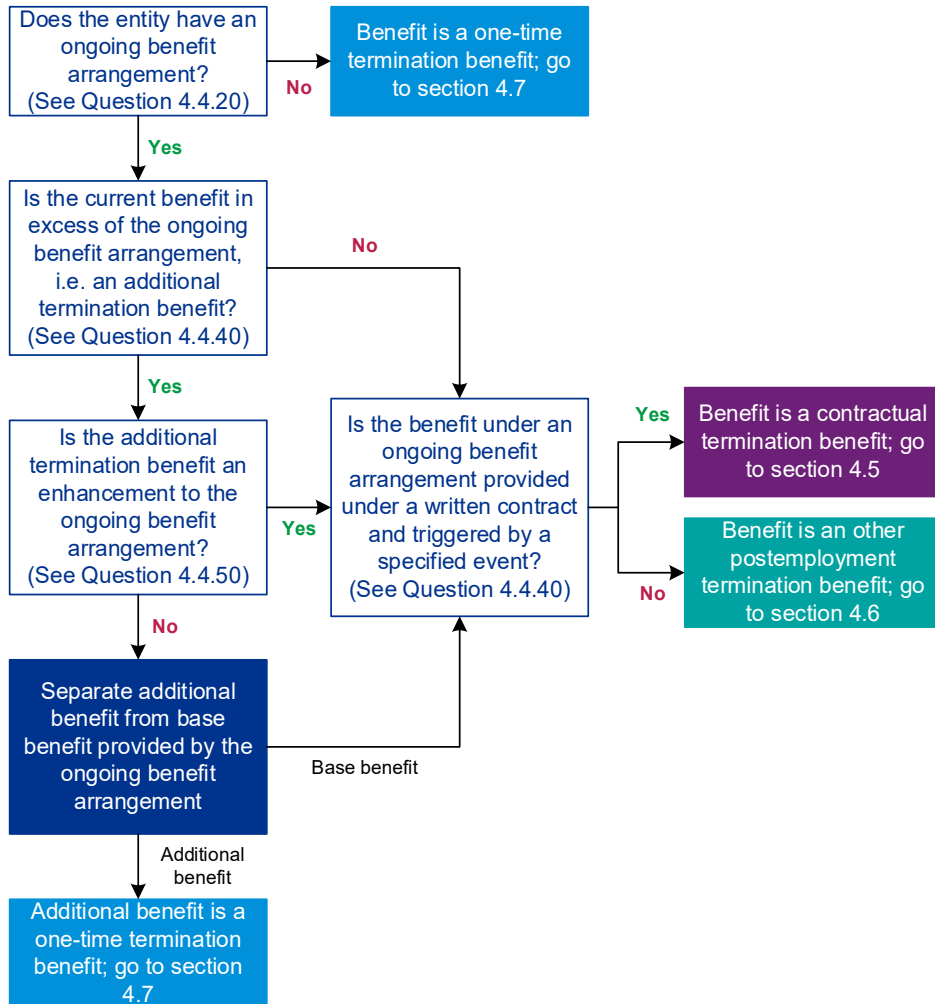 Does the entity have an
ongoing benefit
arrangement?
(See Question 4.4.20)
No
Benefit is a one-time
termination benefit; go
to section 4.7
Yes
Is the current benefit in
excess of the ongoing
benefit arrangement,
i.e. an additional
termination benefit?
(See Question 4.4.40)
No
Yes
Is the additional
termination benefit an
enhancement to the
ongoing benefit
arrangement?
(See Question 4.4.50)
Yes
Is the benefit under an
ongoing benefit
arrangement provided
under a written contract
and triggered by a
specified event?
(See Question 4.4.40)
Yes
Benefit is a contractual
termination benefit; go
to section 4.5
No
Benefit is an other
postemployment
termination benefit; go
to section 4.6
No
Separate additional
benefit from base
benefit provided by the
ongoing benefit
arrangement
Base benefit
Additional
benefit
Additional benefit is a
one-time termination
benefit; go to section
4.7